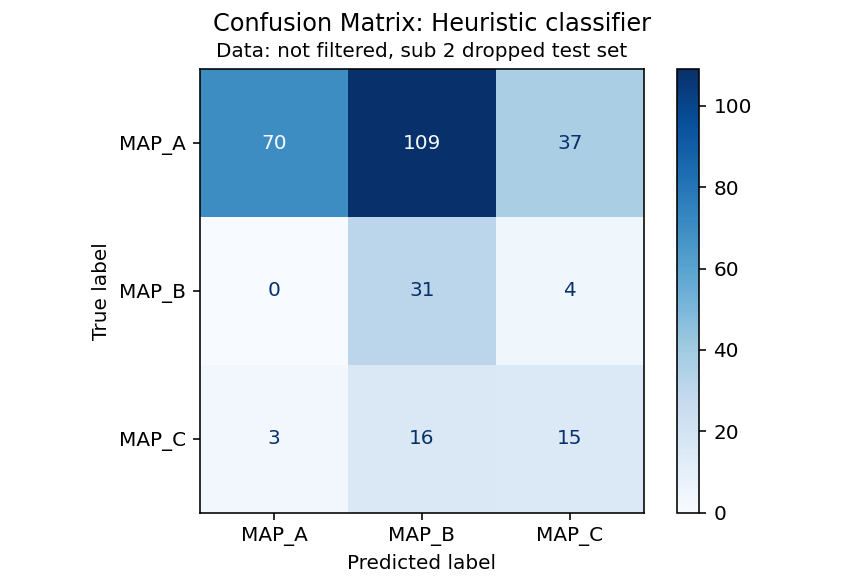 Confusion Matrix: Heuristic classifier
Data: not filtered, sub 2 dropped test set
MAP_A 70 109 37
MAP_B 0 31 4
MAP_C 3 16 15
MAP_A MAP_B MAP_C
Predicted label
True label
100
80
60
40
20
0